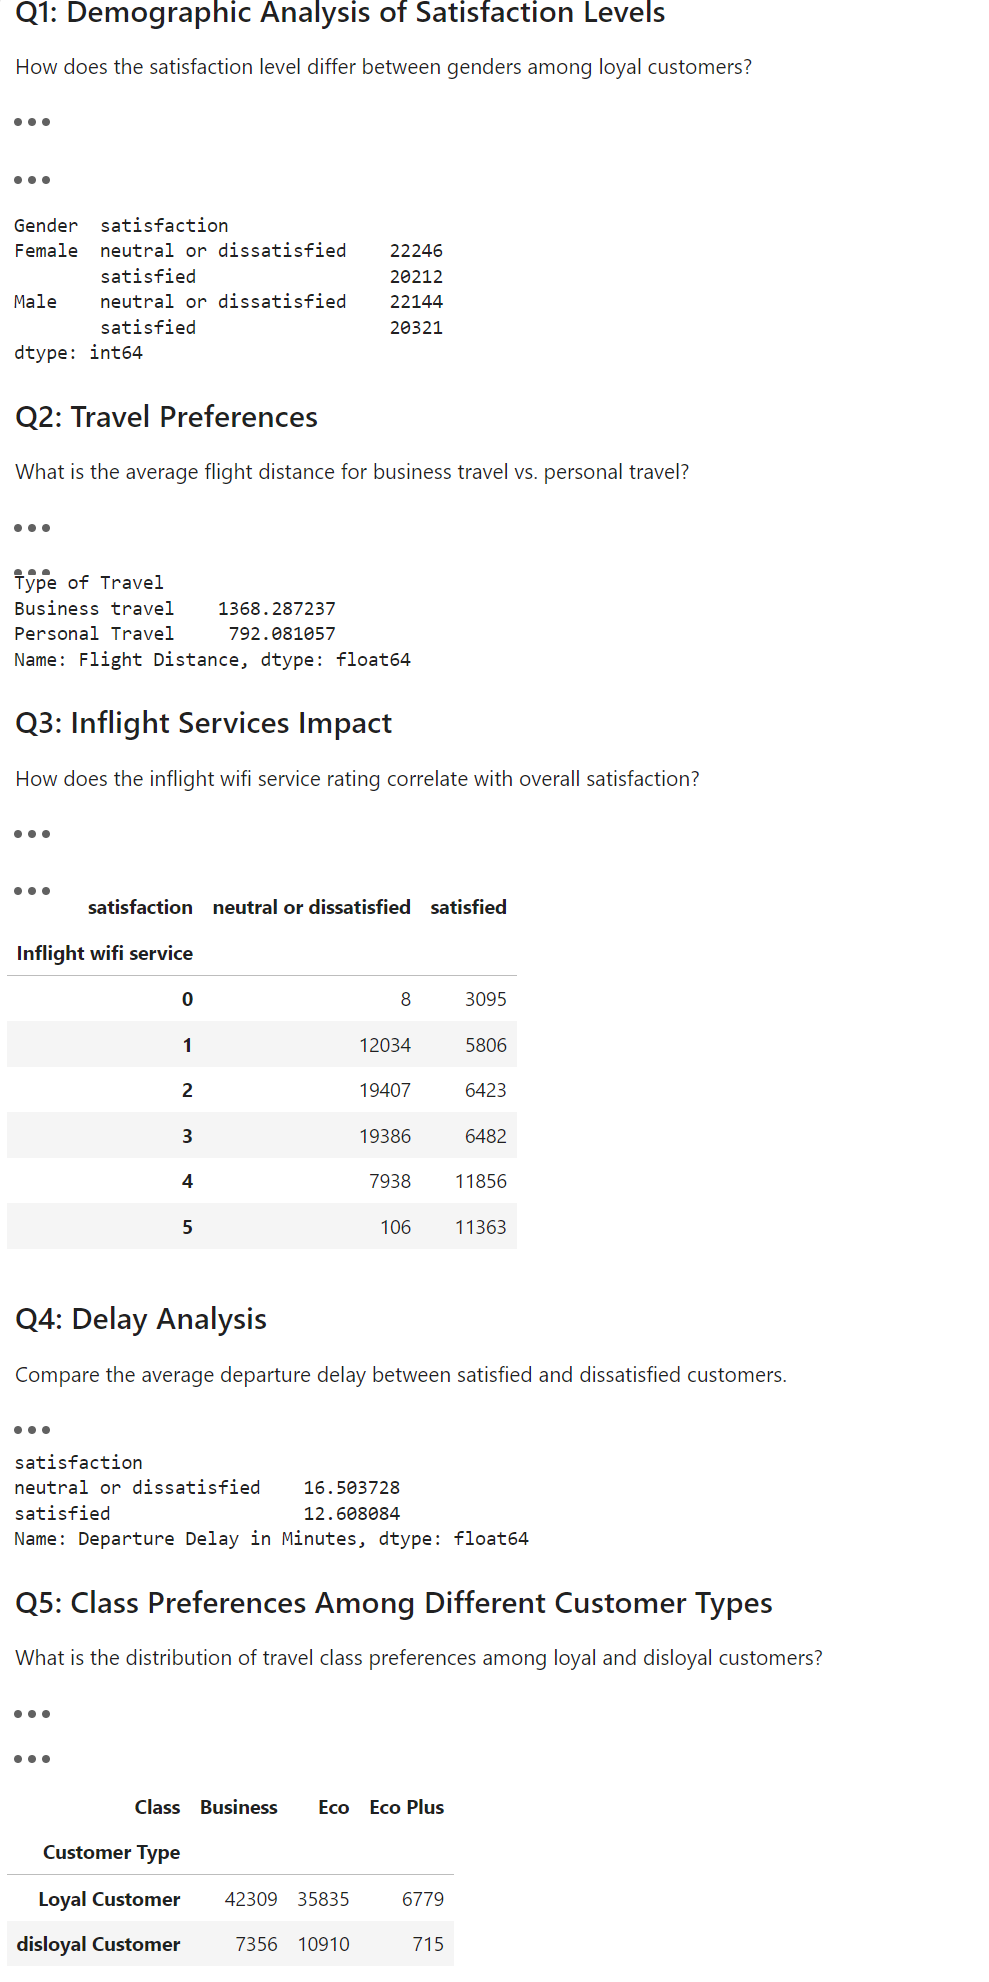 Q1: Demographic Analysis of Satisfaction Levels
How does the satisfaction level differ between genders among loyal customers?
Gender satisfaction
Female neutral or dissatisfied 22246
satisfied 20212
Male neutral or dissatisfied 22144
satisfied 20321
dtype: int64
Q2: Travel Preferences
What is the average flight distance for business travel vs. personal travel?
Type of Travel
Business travel 1368.287237
Personal Travel 792.081057
Name: Flight Distance, dtype: float64
Q3: Inflight Services Impact
How does the inflight wifi service rating correlate with overall satisfaction?
satisfaction neutral or dissatisfied satisfied
Inflight wifi service
0 8 3095
1 12034 5806
2 19407 6423
3 19386 6482
4 7938 11856
5 106 11363
Q4: Delay Analysis
Compare the average departure delay between satisfied and dissatisfied customers.
satisfaction
neutral or dissatisfied 16.503728
satisfied 12.608084
Name: Departure Delay in Minutes, dtype: float64
Q5: Class Preferences Among Different Customer Types
What is the distribution of travel class preferences among loyal and disloyal customers?
Class Business Eco Eco Plus
Customer Type
Loyal Customer 42309 35835 6779
disloyal Customer 7356 10910 715